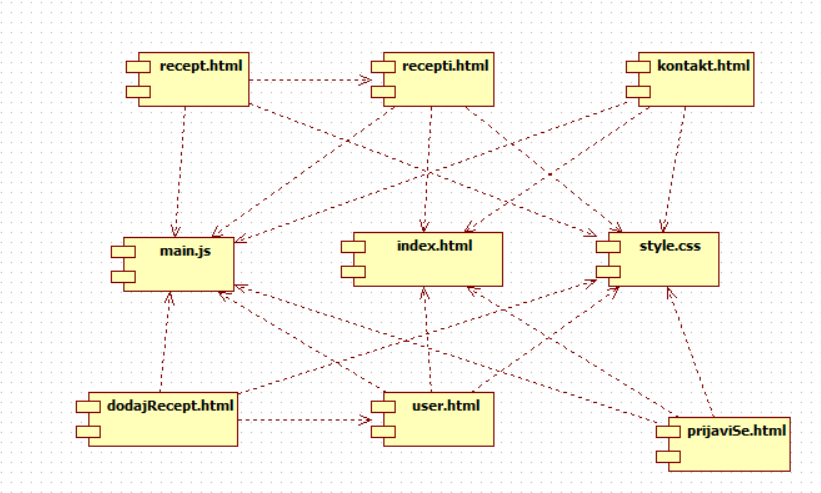 recept.html
recepti.html
kontakt.html
main.js
index.html
style.css
dodajRecept.html
user.html
prijaviSe.html